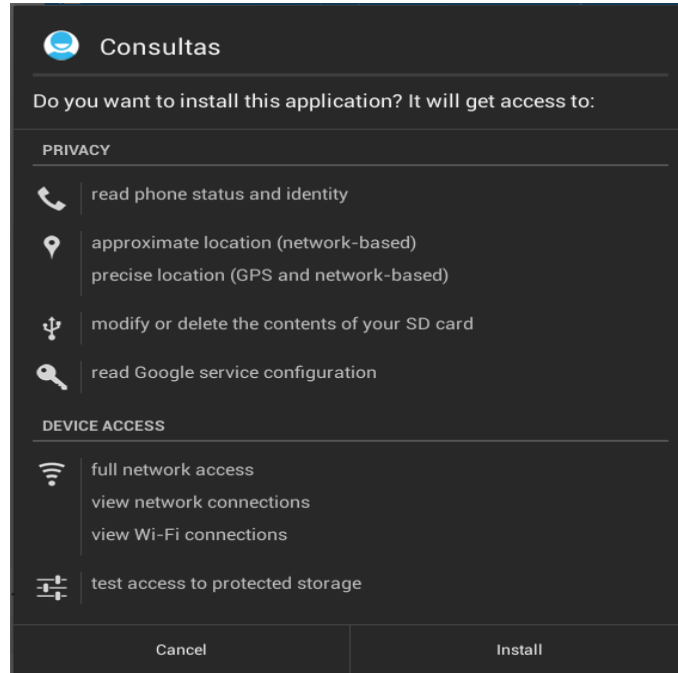 Consultas
Do you want to install this application? It will get access to:
PRIVACY
read phone status and identity
approximate location (network-based)
precise location (GPS and network-based)
modify or delete the contents of your SD card
read Google service configuration
DEVICE ACCESS
full network access
view network connections
view Wi-Fi connections
test access to protected storage
Cancel
Install